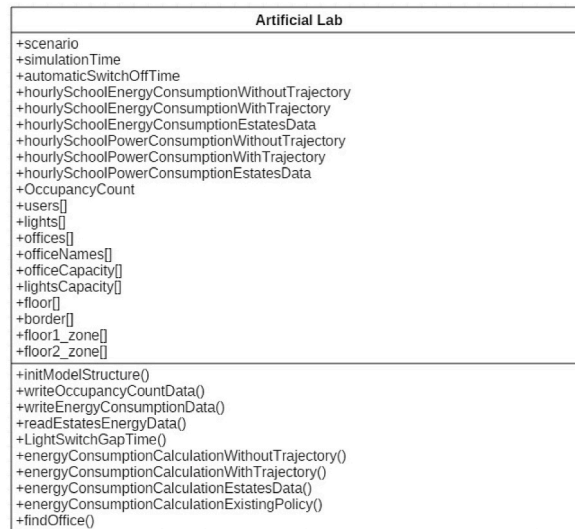 Artificial Lab
+scenario
+simulationTime
+automaticSwitchOffTime
+hourlySchoolEnergyConsumptionWithoutTrajectory
+hourlySchoolEnergyConsumptionWithTrajectory
+hourlySchoolEnergyConsumptionEstatesData
+hourlySchoolPowerConsumptionWithoutTrajectory
+hourlySchoolPowerConsumptionWithTrajectory
+hourlySchoolPowerConsumptionEstatesData
+OccupancyCount
+users[]
+lights[]
+offices[]
+officeNames[]
+officeCapacity[]
+lightsCapacity[]
+floor[]
+border[]
+floor1_zone[]
+floor2_zone[]
+initModelStructure()
+writeOccupancyCountData()
+writeEnergyConsumptionData()
+readEstatesEnergyData()
+LightSwitchGapTime()
+energyConsumptionCalculationWithoutTrajectory()
+energyConsumptionCalculationWithTrajectory()
+energyConsumptionCalculationEstatesData()
+energyConsumptionCalculationExistingPolicy()
+findOffice()